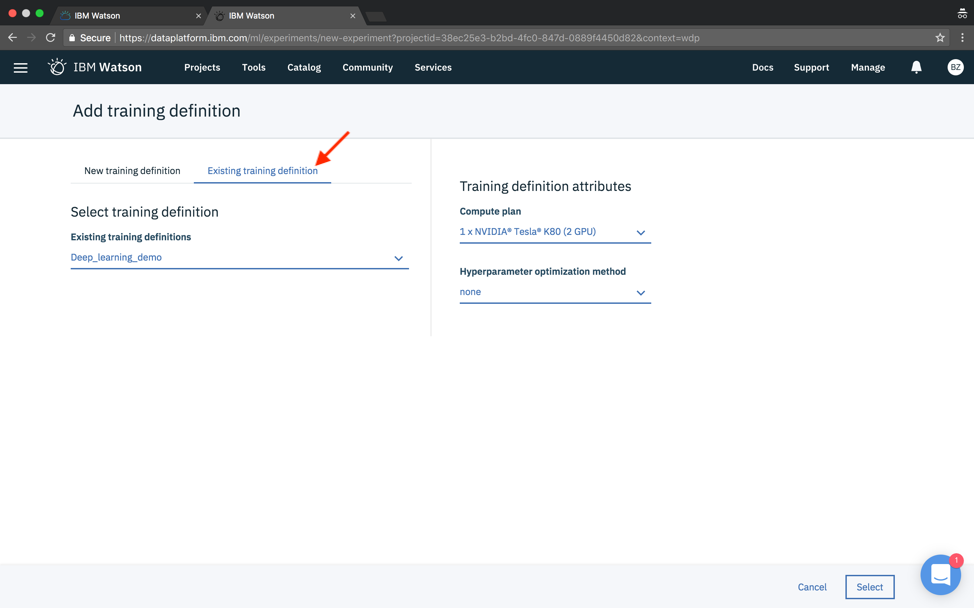 IBM Watson
IBM Watson
Secure https://dataplatform.ibm.com/ml/experiments/new-experiment?projectid=38ec25e3-b2bd-4fc0-847d-0889f4450d82&context=wdp
IBM Watson Projects Tools Catalog Community Services Docs Support Manage BZ
Add training definition
New training definition Existing training definition
Select training definition
Existing training definitions
Deep_learning_demo
Training definition attributes
Compute plan
1 x NVIDIA® Tesla® K80 (2 GPU)
Hyperparameter optimization method
none
Cancel Select
1